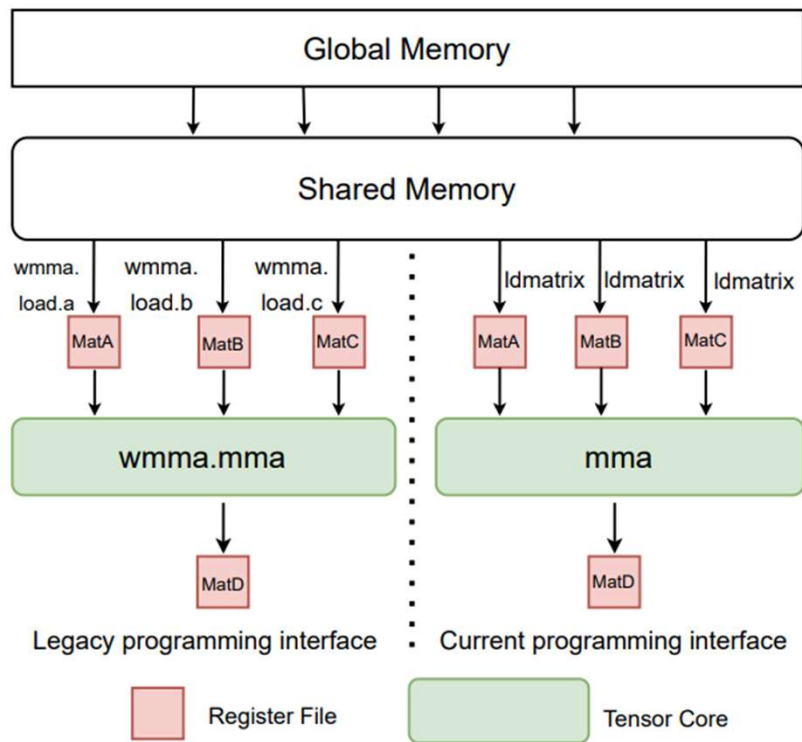 Global Memory
Shared Memory
wmma.
load.a
wmma.
load.b
wmma.
load.c
ldmatrix
ldmatrix
ldmatrix
MatA
MatB
MatC
MatA
MatB
MatC
wmma.mma
mma
MatD
MatD
Legacy programming interface
Current programming interface
Register File
Tensor Core